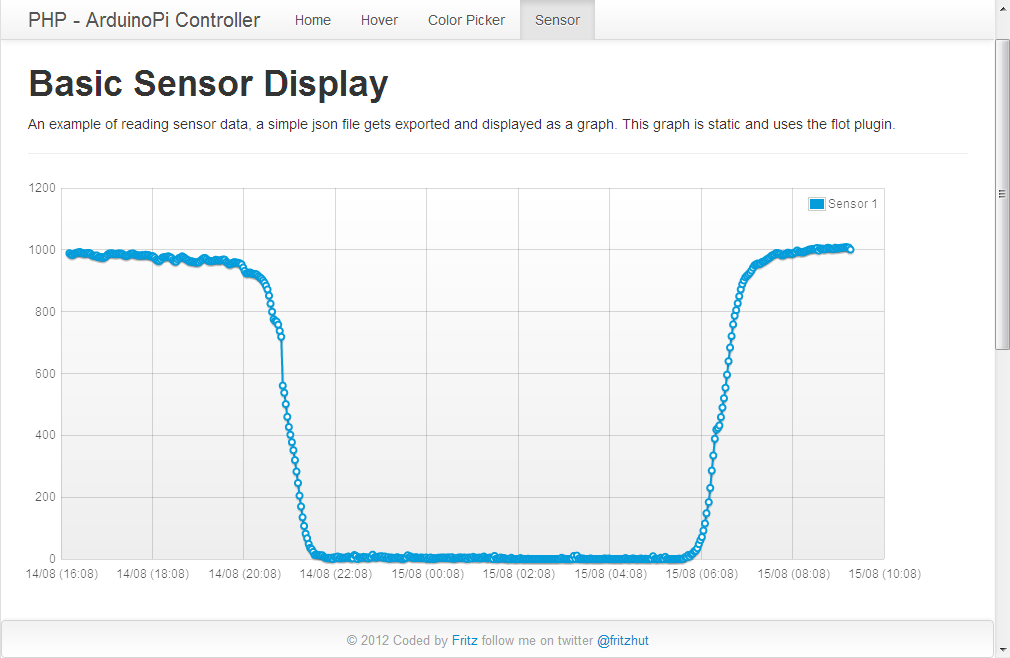 PHP - ArduinoPi Controller Home Hover Color Picker Sensor
Basic Sensor Display
An example of reading sensor data, a simple json file gets exported and displayed as a graph. This graph is static and uses the flot plugin.
1200
Sensor 1
1000
800
600
400
200
0
14/08 (16:08) 14/08 (18:08) 14/08 (20:08) 14/08 (22:08) 15/08 (00:08) 15/08 (02:08) 15/08 (04:08) 15/08 (06:08) 15/08 (08:08) 15/08 (10:08)
© 2012 Coded by Fritz follow me on twitter @fritzhut